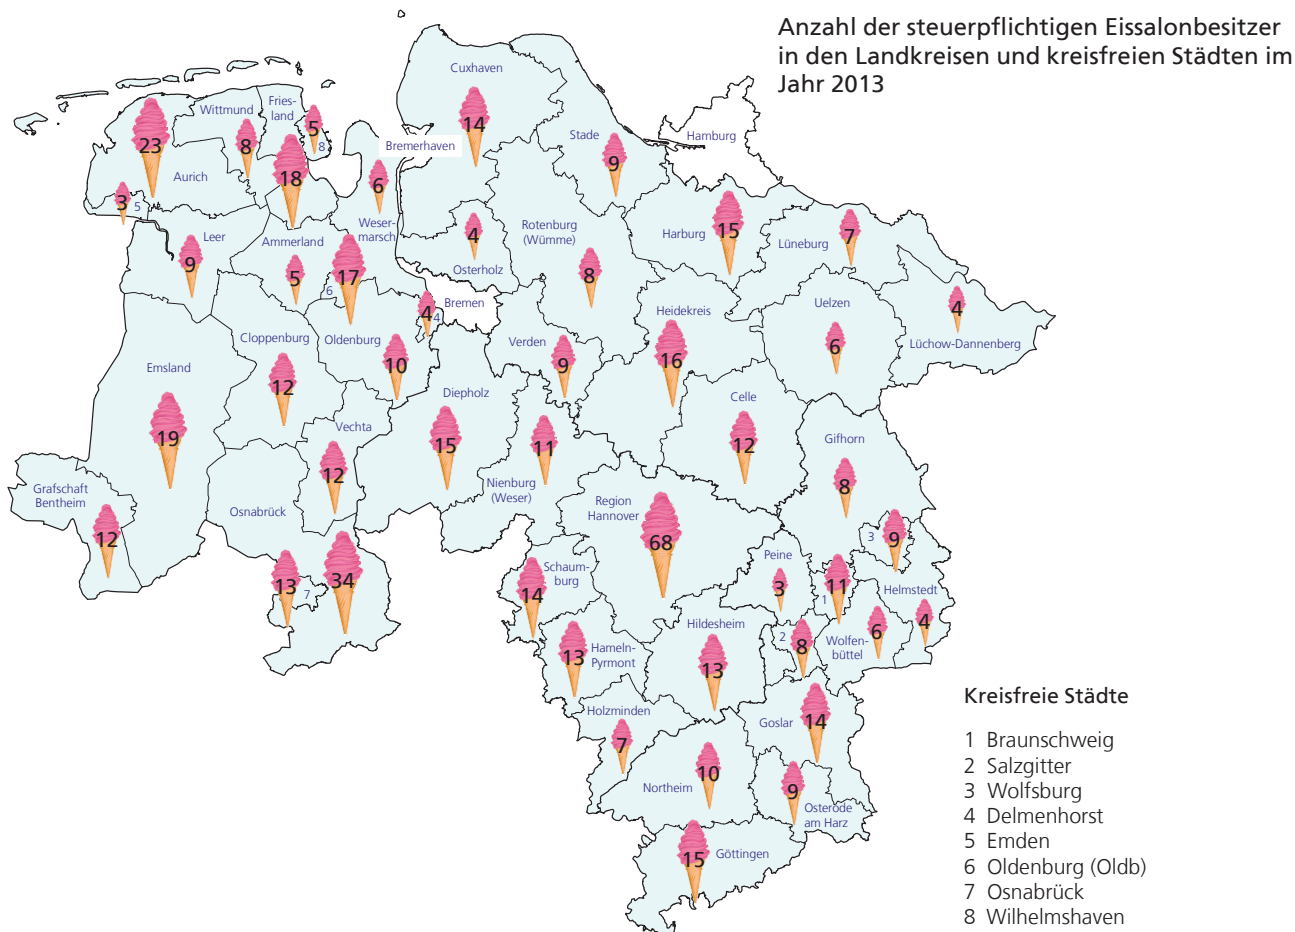 Anzahl der steuerpflichtigen Eissalonbesitzer
in den Landkreisen und kreisfreien Städten im
Jahr 2013
Cuxhaven
14
Wittmund
8
Fries-
land
18
5
8
23
Aurich
3
5
Bremerhaven
6
Weser-
marsch
Stade
9
Hamburg
Leer
9
Ammerland
5
17
6
4
Osterholz
Rotenburg
(Wümme)
8
Harburg
15
Lüneburg
7
Bremen
4
4
Heidekreis
16
Uelzen
6
4
Lüchow-Dannenberg
Cloppenburg
12
Oldenburg
10
Verden
9
Emsland
19
Diepholz
15
Celle
12
Vechta
12
11
Nienburg
(Weser)
Gifhorn
8
Grafschaft
Bentheim
12
Osnabrück
34
13
7
Region
Hannover
68
3
9
Peine
3
11
1
Helmstedt
4
Schaum-
burg
14
2
8
Wolfen-
büttel
6
Hildesheim
13
Hameln-
Pyrmont
13
Holzminden
7
Goslar
14
Northeim
10
9
Osterode
am Harz
15
Göttingen
Kreisfreie Städte
1 Braunschweig
2 Salzgitter
3 Wolfsburg
4 Delmenhorst
5 Emden
6 Oldenburg (Oldb)
7 Osnabrück
8 Wilhelmshaven